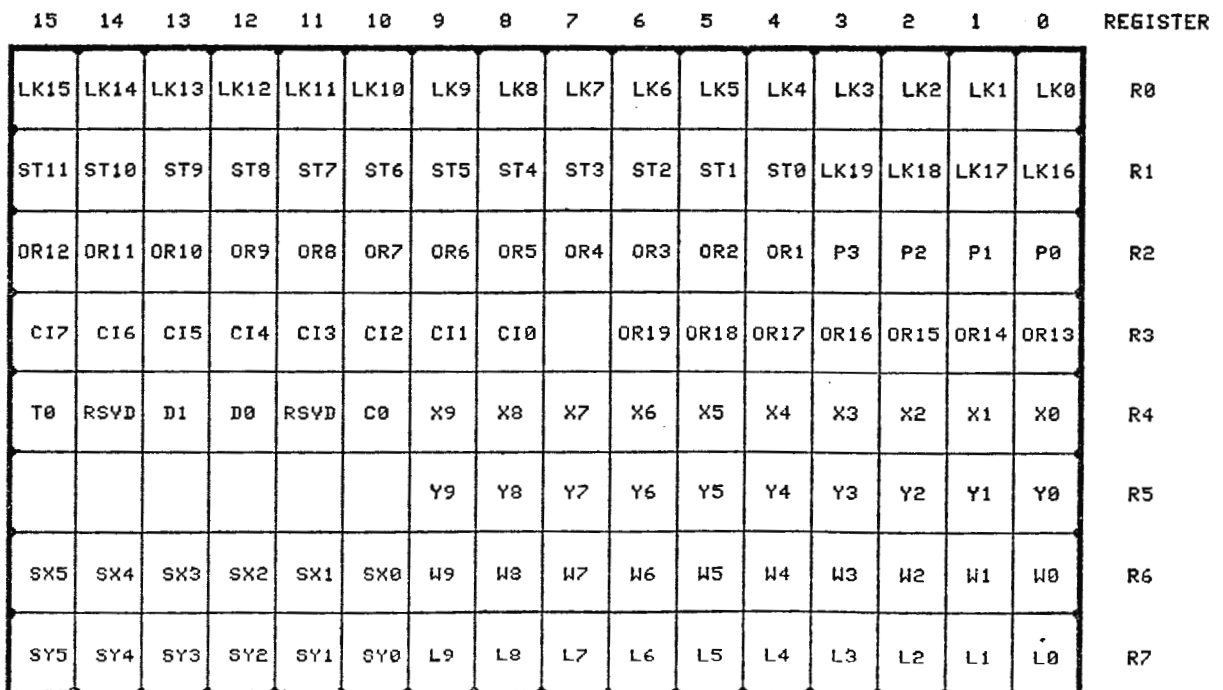 15 14 13 12 11 10 9 8 7 6 5 4 3 2 1 0 REGISTER
LK15 LK14 LK13 LK12 LK11 LK10 LK9 LK8 LK7 LK6 LK5 LK4 LK3 LK2 LK1 LK0 R0
ST11 ST10 ST9 ST8 ST7 ST6 ST5 ST4 ST3 ST2 ST1 ST0 LK19 LK18 LK17 LK16 R1
OR12 OR11 OR10 OR9 OR8 OR7 OR6 OR5 OR4 OR3 OR2 OR1 P3 P2 P1 P0 R2
CI7 CI6 CI5 CI4 CI3 CI2 CI1 CI0 OR19 OR18 OR17 OR16 OR15 OR14 OR13 R3
T0 RSVD D1 D0 RSVD C0 X9 X8 X7 X6 X5 X4 X3 X2 X1 X0 R4
Y9 Y8 Y7 Y6 Y5 Y4 Y3 Y2 Y1 Y0 R5
SX5 SX4 SX3 SX2 SX1 SX0 W9 W8 W7 W6 W5 W4 W3 W2 W1 W0 R6
SY5 SY4 SY3 SY2 SY1 SY0 L9 L8 L7 L6 L5 L4 L3 L2 L1 L0 R7